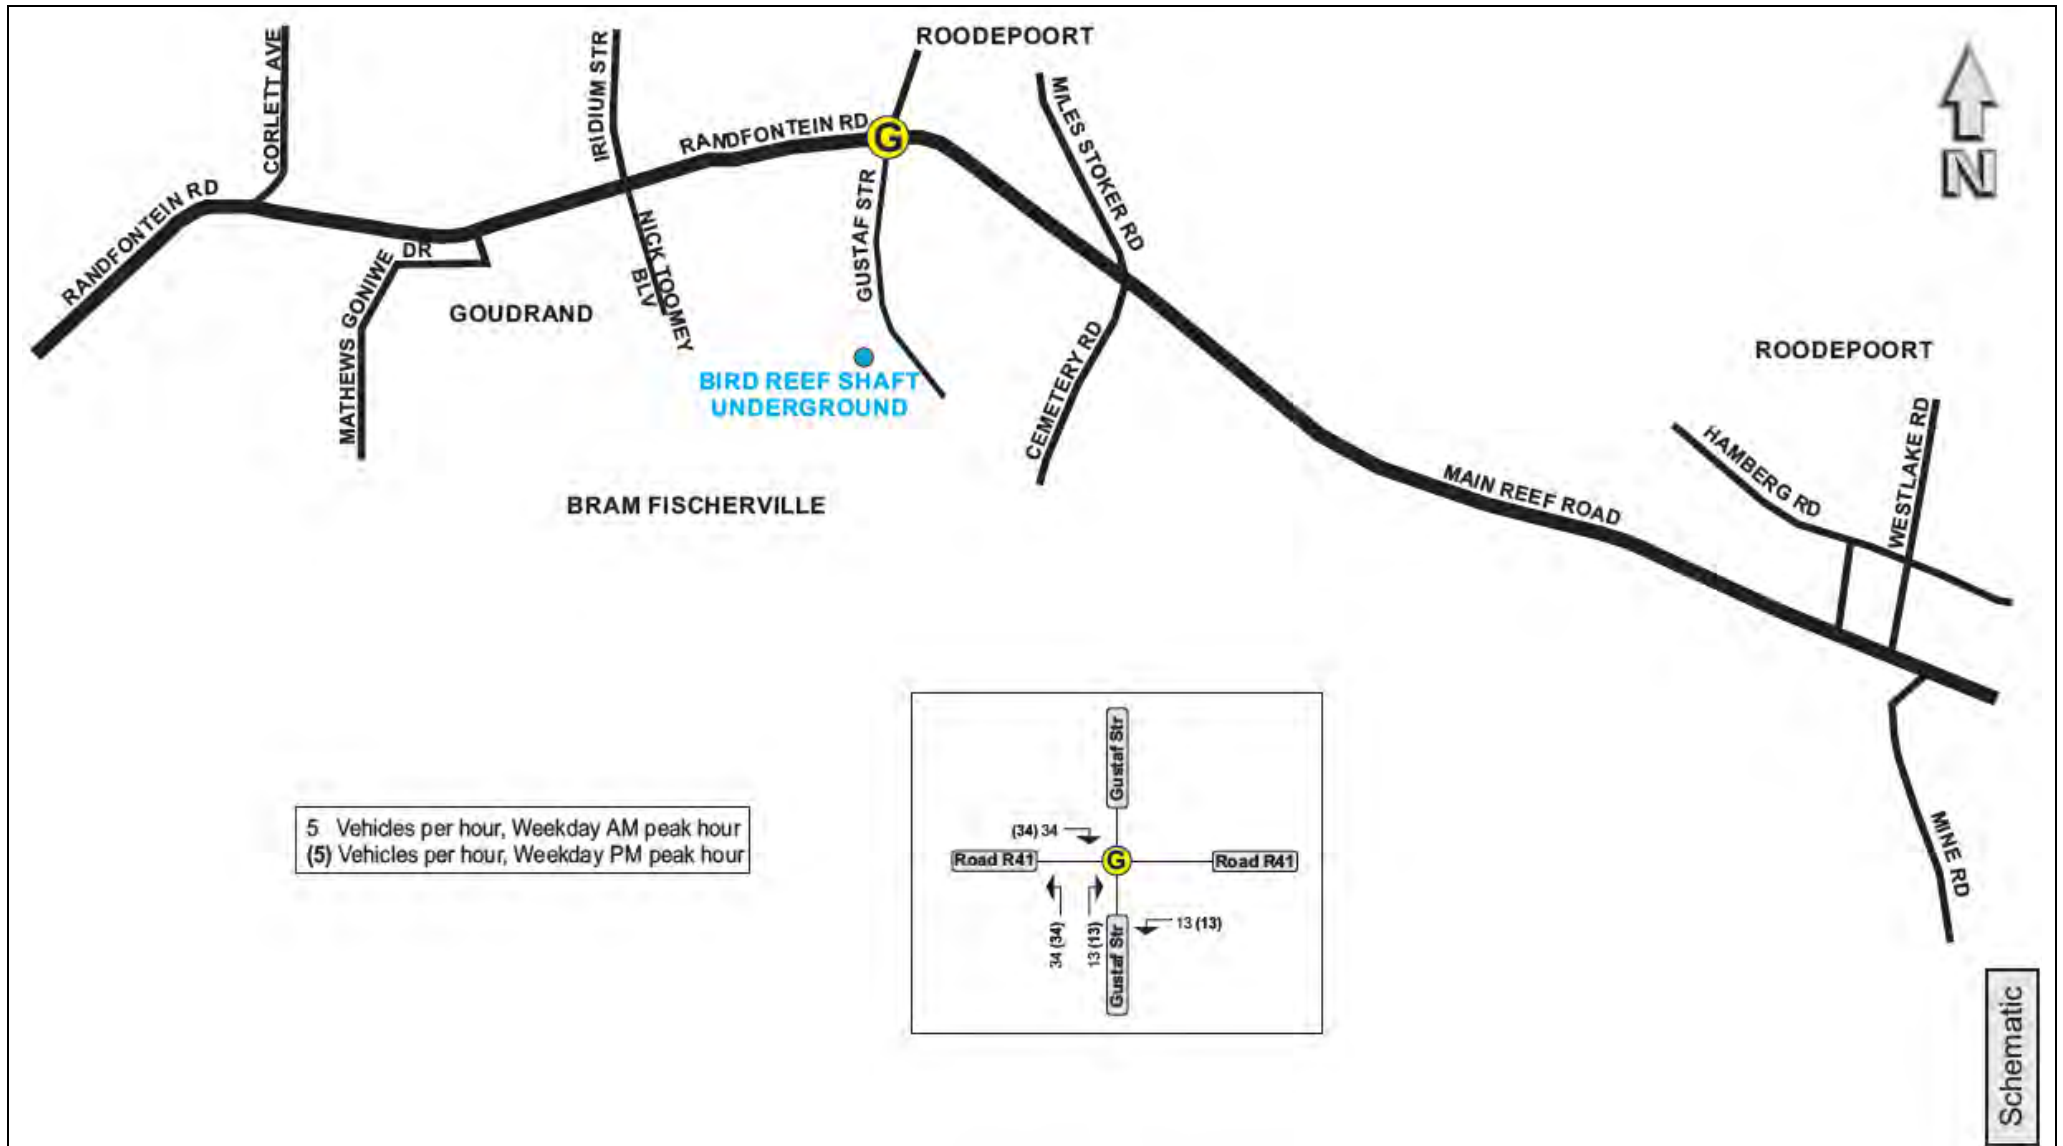 ROODEPOORT
CORLETT AVE
IRIDIUM STR
RANDFONTEIN RD
G
MILES STOKER RD
N
RANDFONTEIN RD
MATHEWS GONIWE DR
GOUDRAND
NICK TOOMEY
BLV
GUSTAF STR
BIRD REEF SHAFT
UNDERGROUND
CEMETERY RD
ROODEPOORT
HAMBERG RD
WESTLAKE RD
MAIN REEF ROAD
BRAM FISCHERVILLE
MINE RD
5 Vehicles per hour, Weekday AM peak hour
(5) Vehicles per hour, Weekday PM peak hour
Gustaf Str
(34) 34
Road R41
G
Road R41
34 (34)
13 (13)
Gustaf Str
13 (13)
Schematic